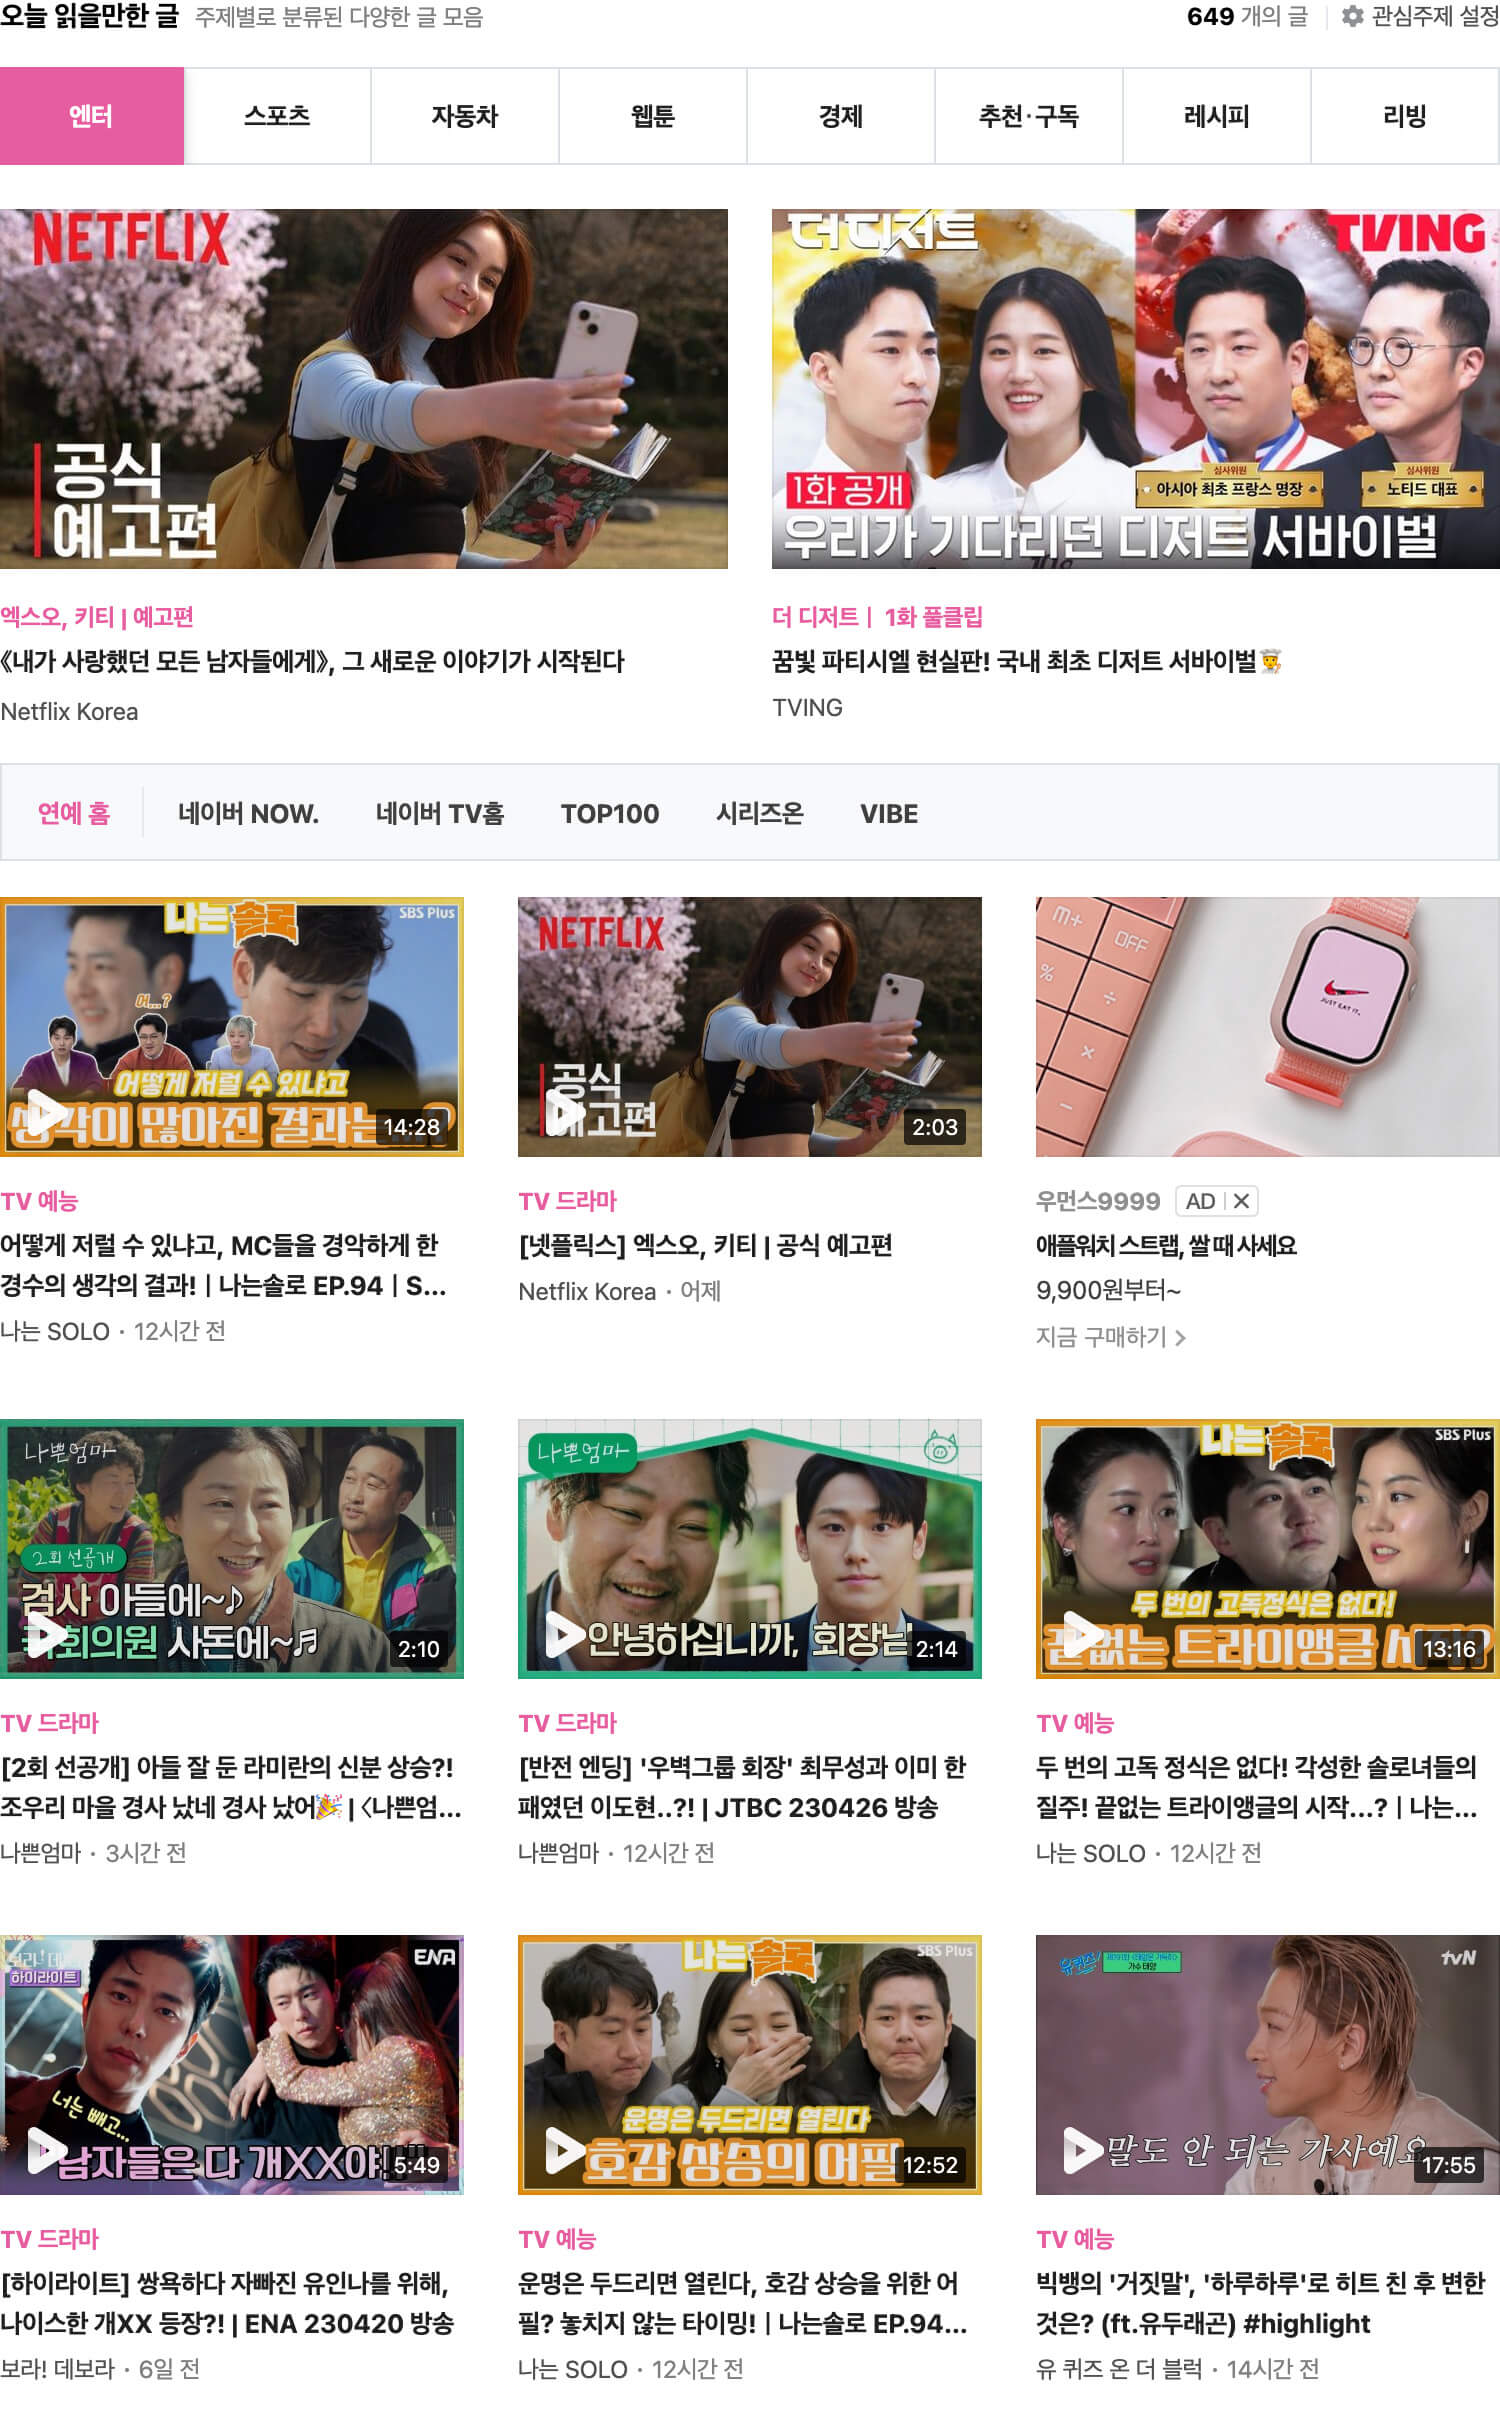 오늘 읽을만한 글 주제별로 분류된 다양한 글 모음
649 개의 글 관심주제 설정
엔터 스포츠 자동차 웹툰 경제 추천·구독 레시피 리빙
NETFLIX
공식
예고편
더 디저트
TVING
심사위원
아시아 최초 프랑스 명장
심사위원
노티드 대표
1화 공개
우리가 기다리던 디저트 서바이벌
엑스오, 키티 | 예고편
《내가 사랑했던 모든 남자들에게》, 그 새로운 이야기가 시작된다
Netflix Korea
더 디저트ㅣ 1화 풀클립
꿈빛 파티시엘 현실판! 국내 최초 디저트 서바이벌👨‍🍳
TVING
연예 홈 네이버 NOW. 네이버 TV홈 TOP100 시리즈온 VIBE
나는 솔로
SBS Plus
어...?
어떻게 저럴 수 있냐고
생각이 많아진 결과는...?
14:28
NETFLIX
공식
예고편
2:03
M+
OFF
%
÷
×
−
JUST EAT IT.
TV 예능
어떻게 저럴 수 있냐고, MC들을 경악하게 한
경수의 생각의 결과!ㅣ나는솔로 EP.94ㅣS...
나는 SOLO · 12시간 전
TV 드라마
[넷플릭스] 엑스오, 키티 | 공식 예고편
Netflix Korea · 어제
우먼스9999 AD X
애플워치 스트랩, 쌀 때 사세요
9,900원부터~
지금 구매하기 >
나쁜엄마
2회 선공개
검사 아들에~♪
국회의원 사돈에~♬
2:10
나쁜엄마
안녕하십니까, 회장님
2:14
나는 솔로
SBS Plus
두 번의 고독정식은 없다!
끝없는 트라이앵글 시
13:16
TV 드라마
[2회 선공개] 아들 잘 둔 라미란의 신분 상승?!
조우리 마을 경사 났네 경사 났어🎉 | 〈나쁜엄...
나쁜엄마 · 3시간 전
TV 드라마
[반전 엔딩] '우벽그룹 회장' 최무성과 이미 한
패였던 이도현..?! | JTBC 230426 방송
나쁜엄마 · 12시간 전
TV 예능
두 번의 고독 정식은 없다! 각성한 솔로녀들의
질주! 끝없는 트라이앵글의 시작...?ㅣ나는...
나는 SOLO · 12시간 전
하이라이트
ENA
너는 빼고...
남자들은 다 개XX야!!
5:49
나는 솔로
SBS Plus
운명은 두드리면 열린다
호감 상승의 어필
12:52
유퀴즈
가수 태양
tvN
말도 안 되는 가사예요
17:55
TV 드라마
[하이라이트] 쌍욕하다 자빠진 유인나를 위해,
나이스한 개XX 등장?! | ENA 230420 방송
보라! 데보라 · 6일 전
TV 예능
운명은 두드리면 열린다, 호감 상승을 위한 어
필? 놓치지 않는 타이밍!ㅣ나는솔로 EP.94...
나는 SOLO · 12시간 전
TV 예능
빅뱅의 '거짓말', '하루하루'로 히트 친 후 변한
것은? (ft.유두래곤) #highlight
유 퀴즈 온 더 블럭 · 14시간 전